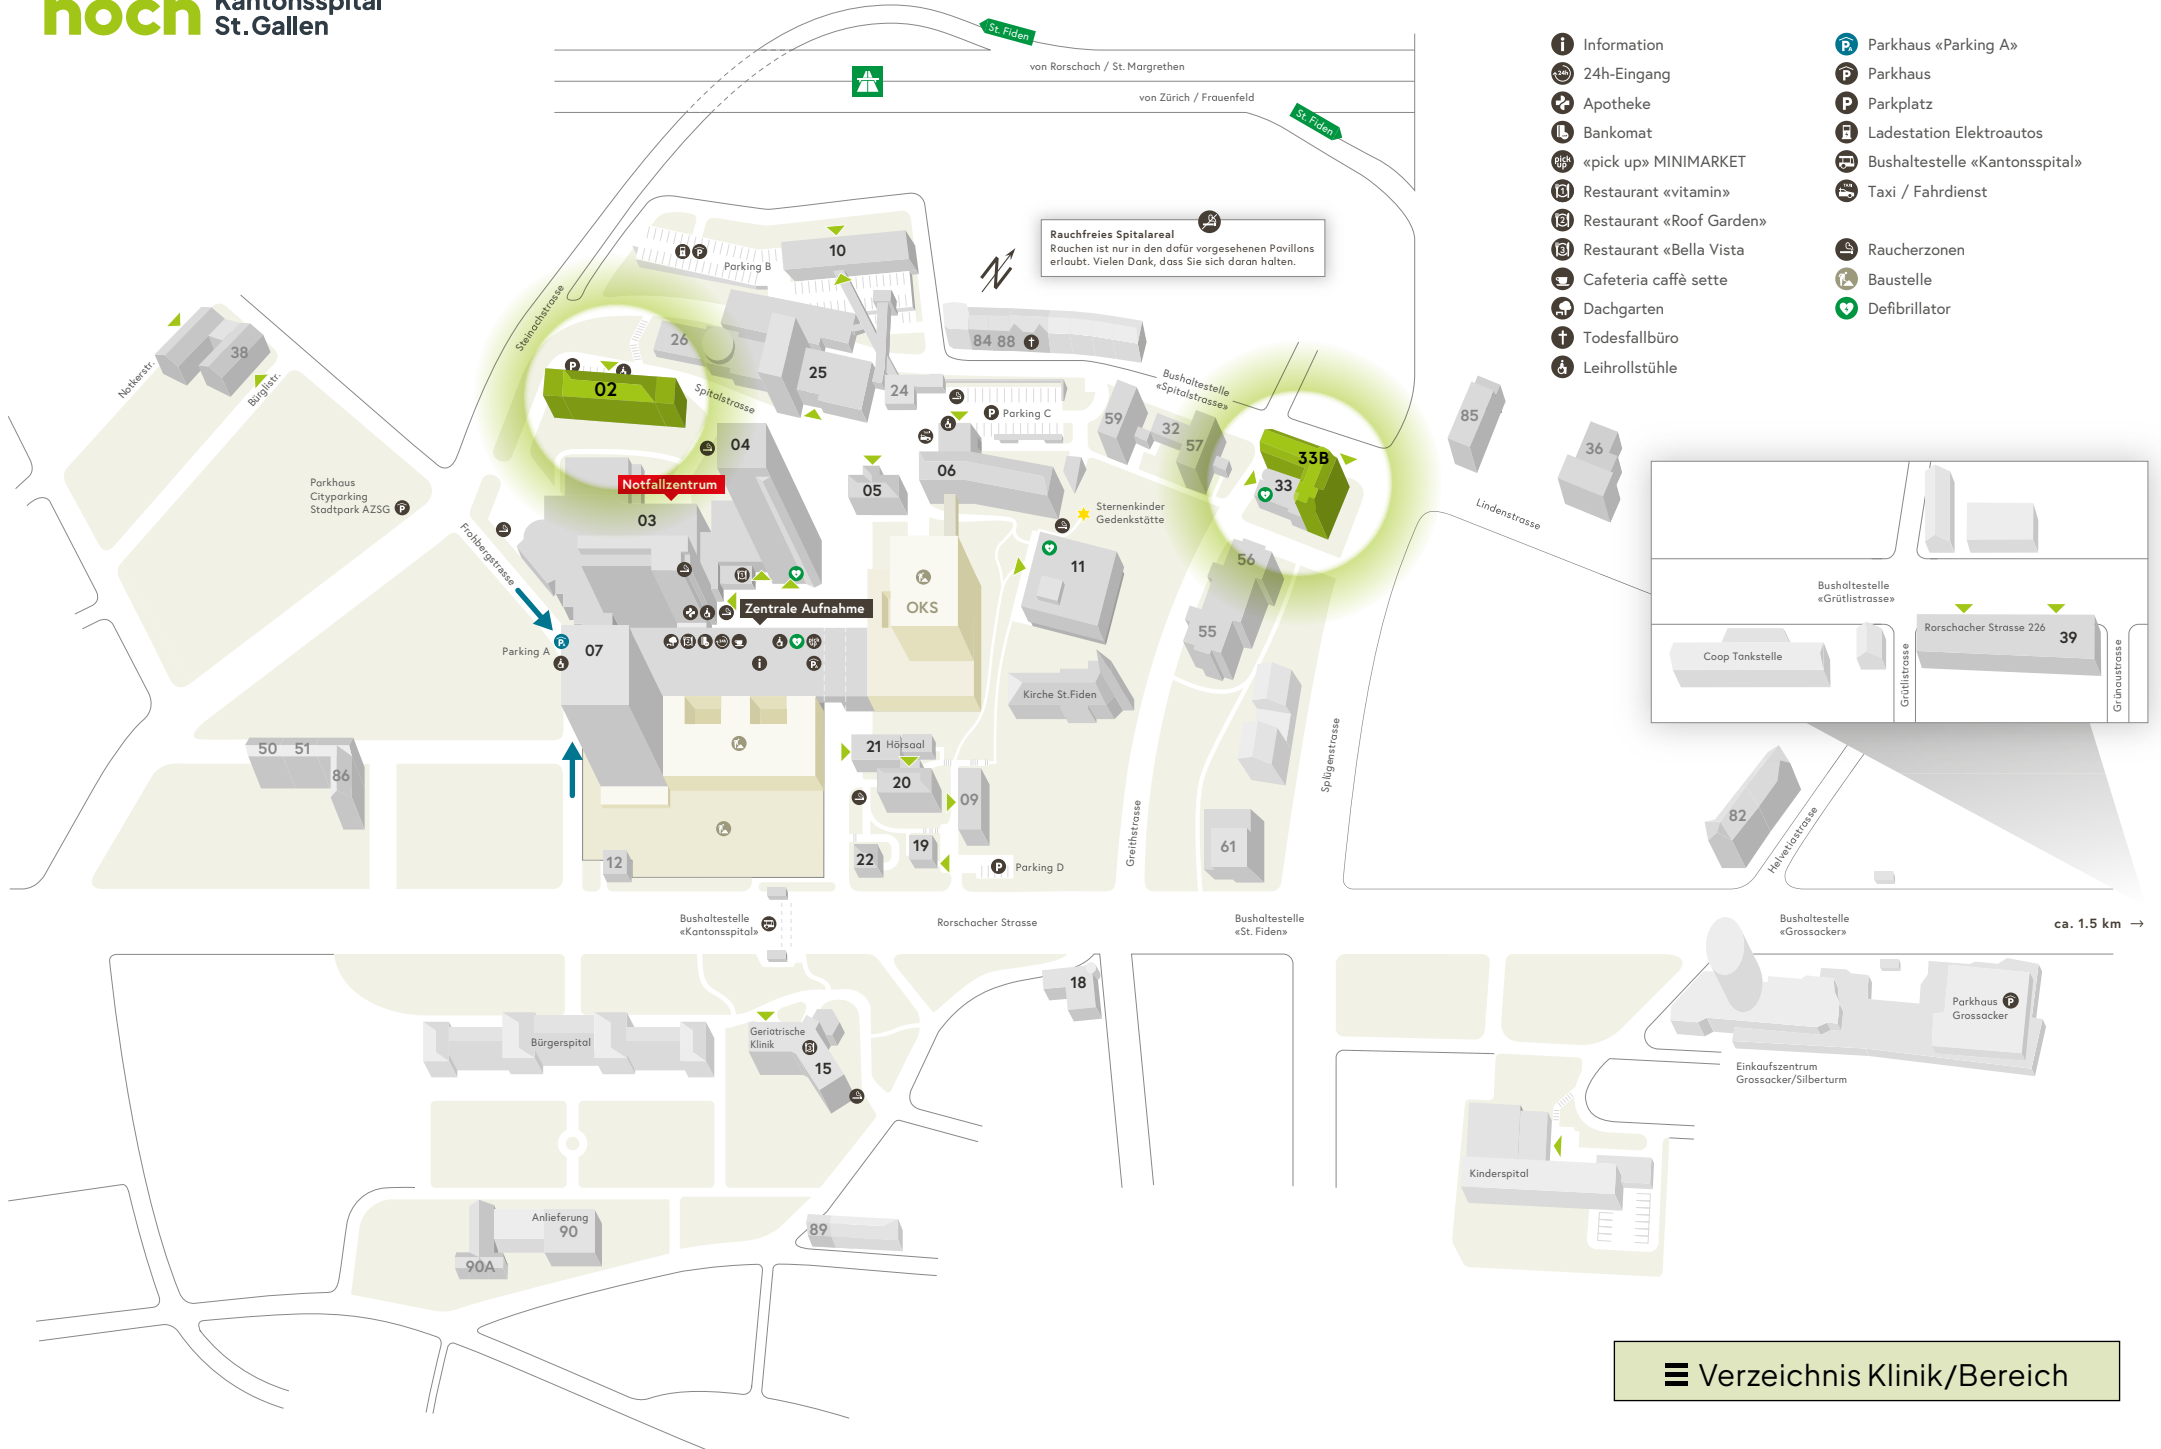 noch Kantonsspital
St.Gallen
St. Fiden
von Rorschach / St. Margrethen
von Zürich / Frauenfeld
St. Fiden
Information
24h-Eingang
Apotheke
Bankomat
«pick up» MINIMARKET
Restaurant «vitamin»
Restaurant «Roof Garden»
Restaurant «Bella Vista
Cafeteria caffè sette
Dachgarten
Todesfallbüro
Leihrollstühle
Parkhaus «Parking A»
Parkhaus
Parkplatz
Ladestation Elektroautos
Bushaltestelle «Kantonsspital»
Taxi / Fahrdienst
Raucherzonen
Baustelle
Defibrillator
Rauchfreies Spitalareal
Rauchen ist nur in den dafür vorgesehenen Pavillons
erlaubt. Vielen Dank, dass Sie sich daran halten.
N
10
Parking B
Steinachstrasse
26
25
24
84 88
38
Notkerstr.
Bürglistr.
02
Spitalstrasse
Bushaltestelle
«Spitalstrasse»
Parking C
59
32
57
33B
33
85
36
04
Notfallzentrum
03
05
06
Parkhaus
Cityparking
Stadtpark AZSG
Frohbergstrasse
Sternenkinder
Gedenkstätte
Lindenstrasse
11
56
55
OKS
Zentrale Aufnahme
Parking A
07
Kirche St.Fiden
Bushaltestelle
«Grütlistrasse»
Rorschacher Strasse 226
39
Coop Tankstelle
Grütlistrasse
Grünaustrasse
50 51
86
21 Hörsaal
20
09
19
22
12
Parking D
Greithstrasse
Splügenstrasse
61
82
Helvetiastrasse
Bushaltestelle
«Kantonsspital»
Rorschacher Strasse
Bushaltestelle
«St. Fiden»
Bushaltestelle
«Grossacker»
ca. 1.5 km →
18
Bürgerspital
Geriatrische
Klinik
15
Parkhaus
Grossacker
Einkaufszentrum
Grossacker/Silberturm
Kinderspital
Anlieferung
90
90A
89
Verzeichnis Klinik/Bereich